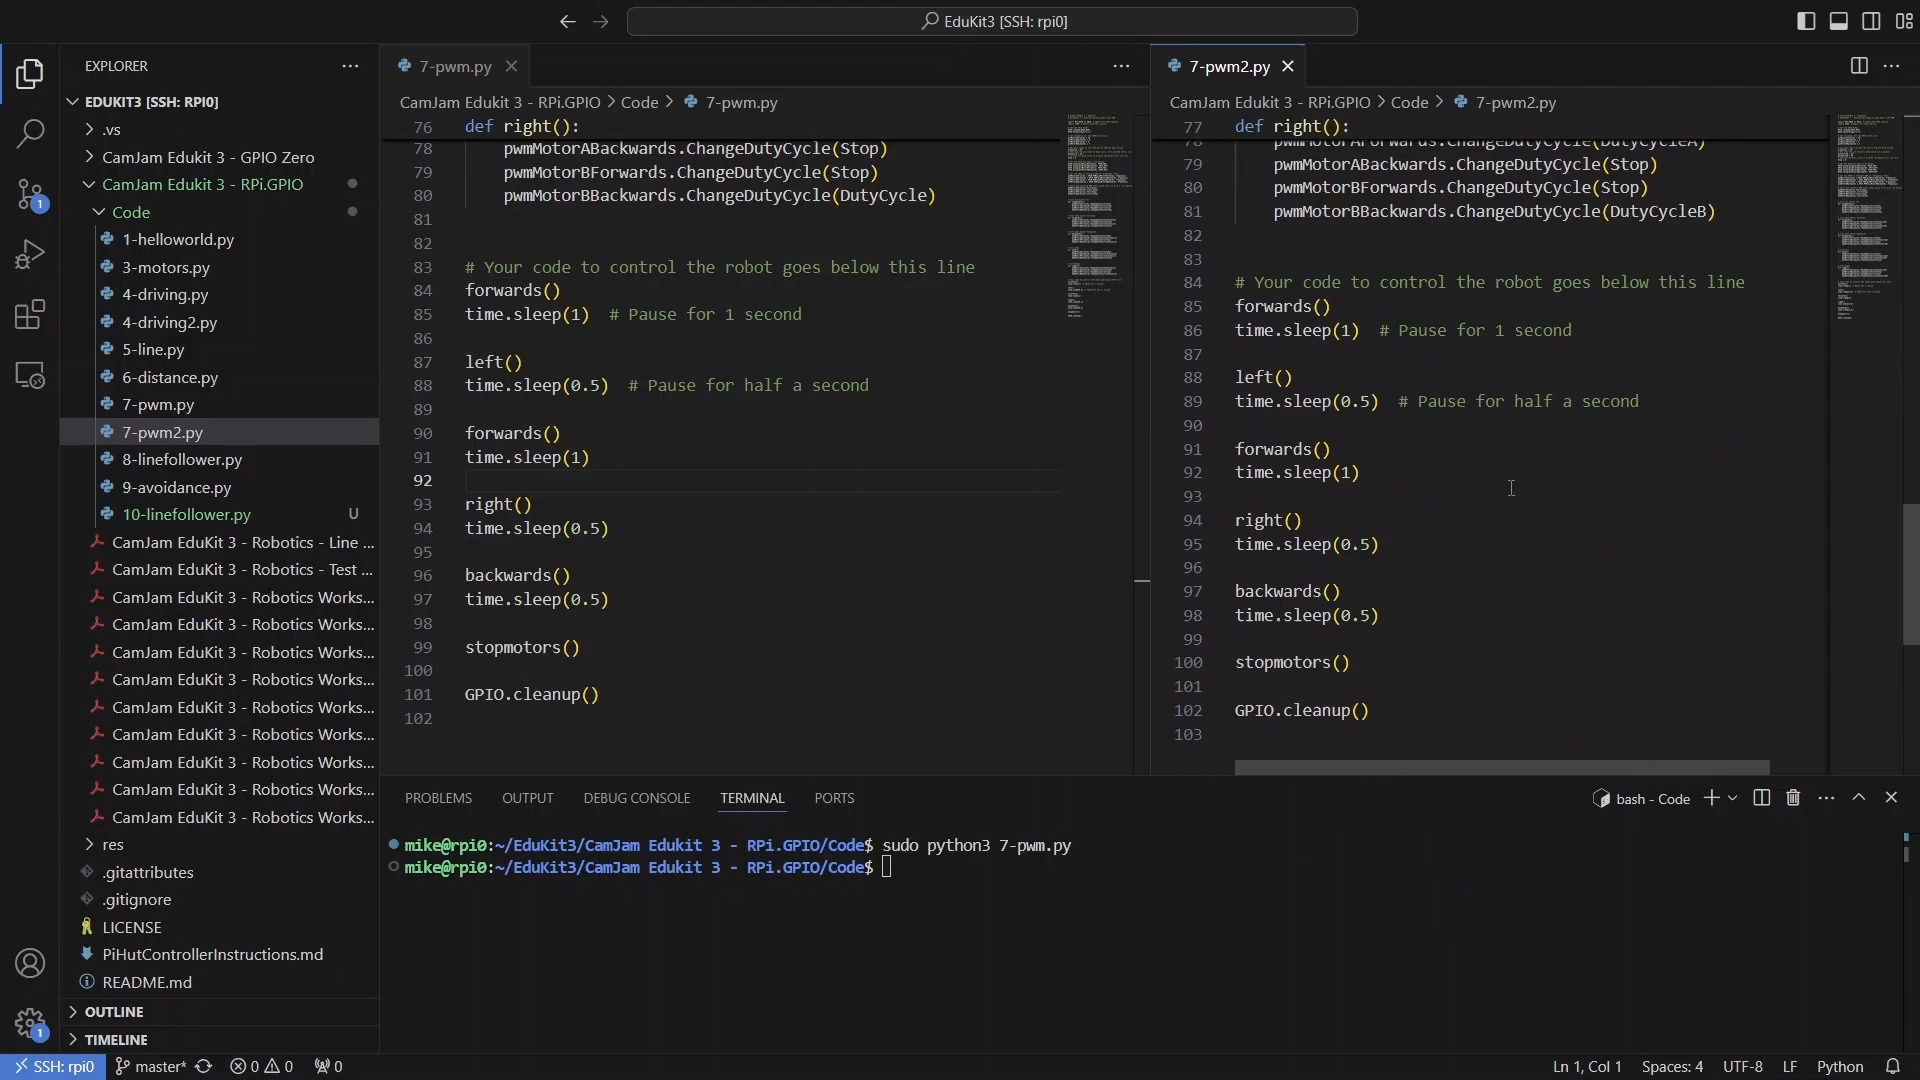 EduKit3 [SSH: rpi0]
EXPLORER
EDUKIT3 [SSH: RPI0]
.vs
CamJam Edukit 3 - GPIO Zero
CamJam Edukit 3 - RPi.GPIO
Code
1-helloworld.py
3-motors.py
4-driving.py
4-driving2.py
5-line.py
6-distance.py
7-pwm.py
7-pwm2.py
8-linefollower.py
9-avoidance.py
10-linefollower.py U
CamJam EduKit 3 - Robotics - Line ...
CamJam EduKit 3 - Robotics - Test ...
CamJam EduKit 3 - Robotics Works...
CamJam EduKit 3 - Robotics Works...
CamJam EduKit 3 - Robotics Works...
CamJam EduKit 3 - Robotics Works...
CamJam EduKit 3 - Robotics Works...
CamJam EduKit 3 - Robotics Works...
CamJam EduKit 3 - Robotics Works...
CamJam EduKit 3 - Robotics Works...
CamJam EduKit 3 - Robotics Works...
res
.gitattributes
.gitignore
LICENSE
PiHutControllerInstructions.md
README.md
OUTLINE
TIMELINE
1
1
7-pwm.py
CamJam Edukit 3 - RPi.GPIO > Code > 7-pwm.py
76 def right():
78 pwmMotorABackwards.ChangeDutyCycle(Stop)
79 pwmMotorBForwards.ChangeDutyCycle(Stop)
80 pwmMotorBBackwards.ChangeDutyCycle(DutyCycle)
81
82
83 # Your code to control the robot goes below this line
84 forwards()
85 time.sleep(1)  # Pause for 1 second
86
87 left()
88 time.sleep(0.5)  # Pause for half a second
89
90 forwards()
91 time.sleep(1)
92
93 right()
94 time.sleep(0.5)
95
96 backwards()
97 time.sleep(0.5)
98
99 stopmotors()
100
101 GPIO.cleanup()
102
7-pwm2.py
CamJam Edukit 3 - RPi.GPIO > Code > 7-pwm2.py
77 def right():
78 pwmMotorAForwards.ChangeDutyCycle(DutyCycleA)
79 pwmMotorABackwards.ChangeDutyCycle(Stop)
80 pwmMotorBForwards.ChangeDutyCycle(Stop)
81 pwmMotorBBackwards.ChangeDutyCycle(DutyCycleB)
82
83
84 # Your code to control the robot goes below this line
85 forwards()
86 time.sleep(1)  # Pause for 1 second
87
88 left()
89 time.sleep(0.5)  # Pause for half a second
90
91 forwards()
92 time.sleep(1)
93
94 right()
95 time.sleep(0.5)
96
97 backwards()
98 time.sleep(0.5)
99
100 stopmotors()
101
102 GPIO.cleanup()
103
PROBLEMS OUTPUT DEBUG CONSOLE TERMINAL PORTS
bash - Code
mike@rpi0:~/EduKit3/CamJam Edukit 3 - RPi.GPIO/Code$ sudo python3 7-pwm.py
mike@rpi0:~/EduKit3/CamJam Edukit 3 - RPi.GPIO/Code$
SSH: rpi0 master* 0 0 0
Ln 1, Col 1 Spaces: 4 UTF-8 LF Python